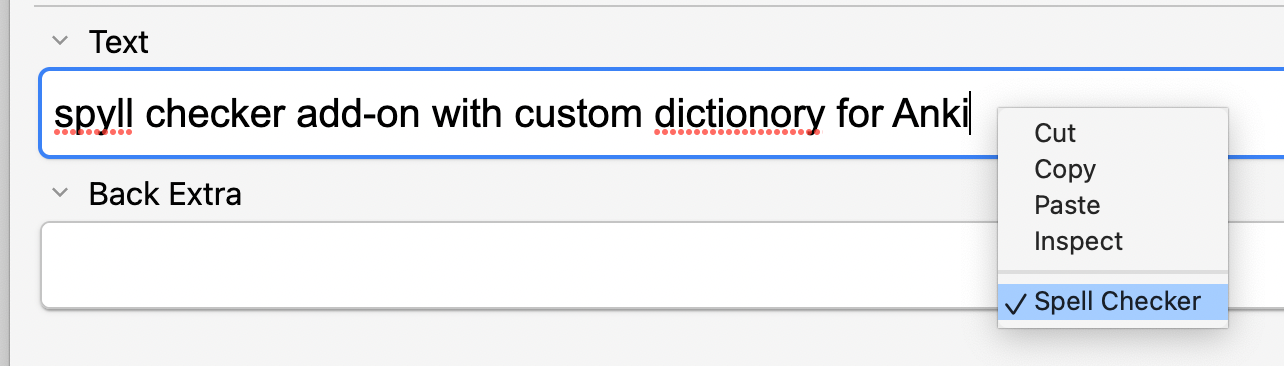 Text
spyll checker add-on with custom dictionory for Anki
Cut
Copy
Paste
Inspect
Spell Checker
Back Extra